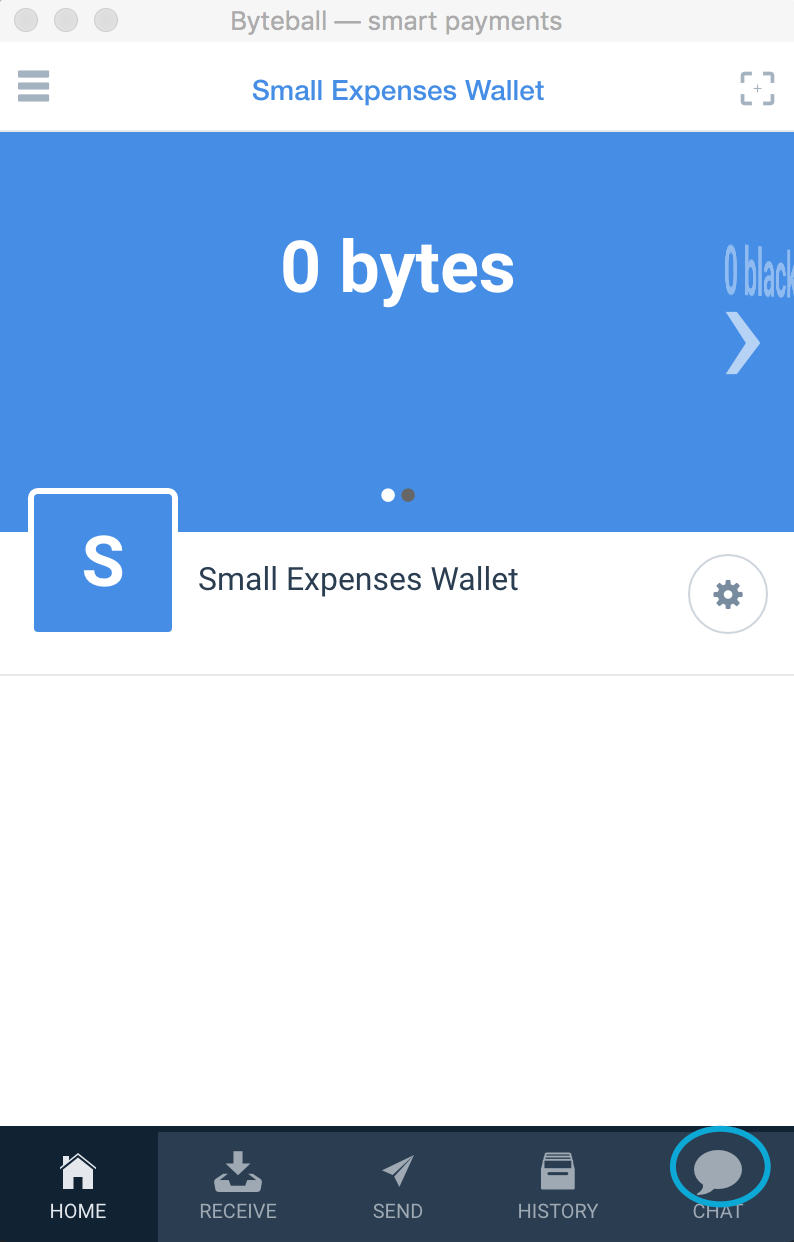 Byteball — smart payments
Small Expenses Wallet
0 bytes
0 black
S
Small Expenses Wallet
HOME
RECEIVE
SEND
HISTORY
CHAT